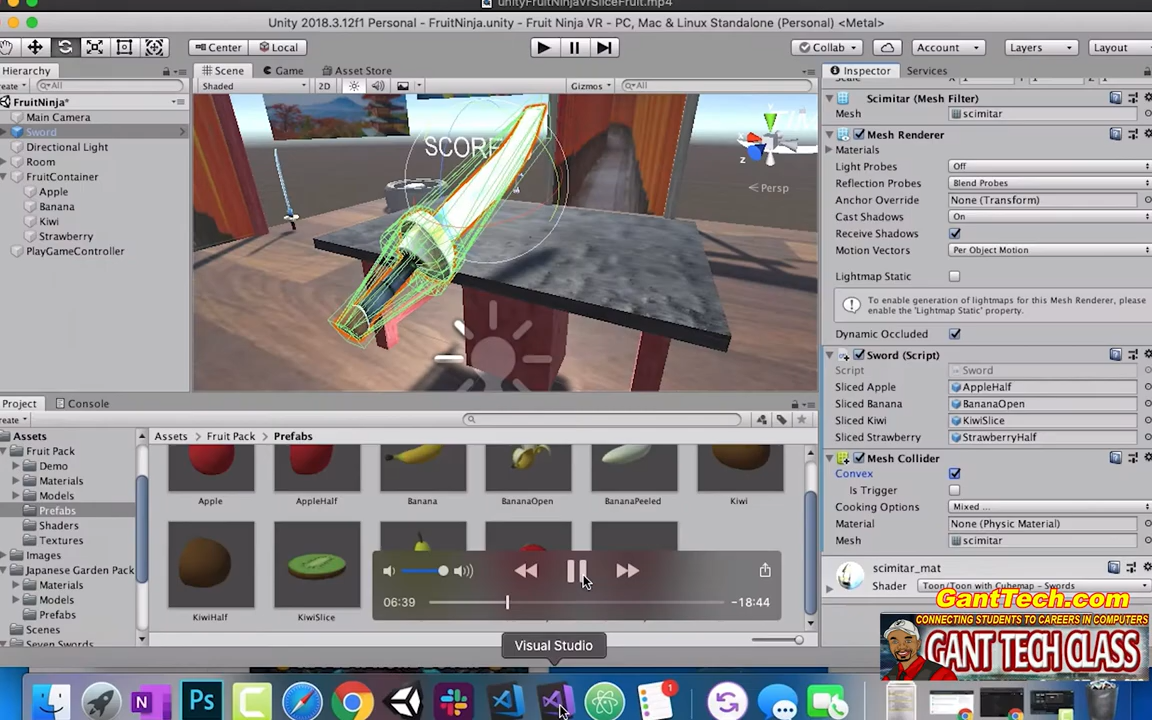 unityFruitNinjaVrSliceFruit.mp4
Unity 2018.3.12f1 Personal - FruitNinja.unity - Fruit Ninja VR - PC, Mac & Linux Standalone (Personal) <Metal>
Center
Local
Collab
Account
Layers
Layout
Hierarchy
Scene
Game
Asset Store
Inspector
Services
All
Shaded
2D
Gizmos
All
FruitNinja*
Main Camera
Sword
Directional Light
Room
FruitContainer
Apple
Banana
Kiwi
Strawberry
PlayGameController
SCORE
Persp
Z
Scimitar (Mesh Filter)
Mesh
scimitar
Mesh Renderer
Materials
Light Probes
Off
Reflection Probes
Blend Probes
Anchor Override
None (Transform)
Cast Shadows
On
Receive Shadows
Motion Vectors
Per Object Motion
Lightmap Static
To enable generation of lightmaps for this Mesh Renderer, please
enable the 'Lightmap Static' property.
Dynamic Occluded
Sword (Script)
Script
Sword
Sliced Apple
AppleHalf
Sliced Banana
BananaOpen
Sliced Kiwi
KiwiSlice
Sliced Strawberry
StrawberryHalf
Mesh Collider
Convex
Is Trigger
Cooking Options
Mixed ...
Material
None (Physic Material)
Mesh
scimitar
scimitar_mat
Shader
Toon/Toon with Cubemap - Swords
Project
Console
Assets
Fruit Pack
Demo
Materials
Models
Prefabs
Shaders
Textures
Images
Japanese Garden Pack
Materials
Models
Prefabs
Scenes
Seven Swords
Assets
Fruit Pack
Prefabs
Apple
AppleHalf
Banana
BananaOpen
BananaPeeled
Kiwi
KiwiHalf
KiwiSlice
06:39
-18:44
Visual Studio
N
Ps
C
1
GantTech.com
CONNECTING STUDENTS TO CAREERS IN COMPUTERS
GANT TECH CLASS